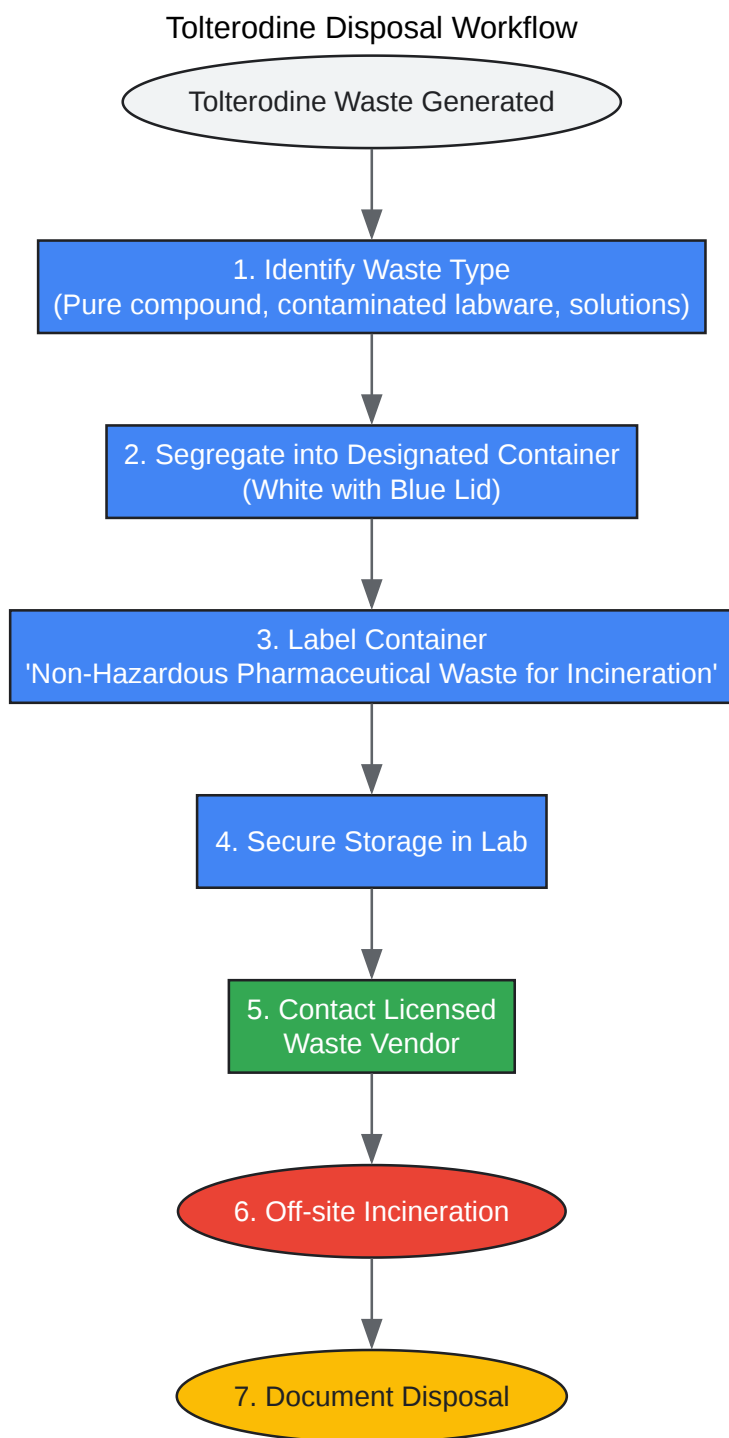 Tolterodine Disposal Workflow
Tolterodine Waste Generated
1. Identify Waste Type
(Pure compound, contaminated labware, solutions)
2. Segregate into Designated Container
(White with Blue Lid)
3. Label Container
'Non-Hazardous Pharmaceutical Waste for Incineration'
4. Secure Storage in Lab
5. Contact Licensed
Waste Vendor
6. Off-site Incineration
7. Document Disposal